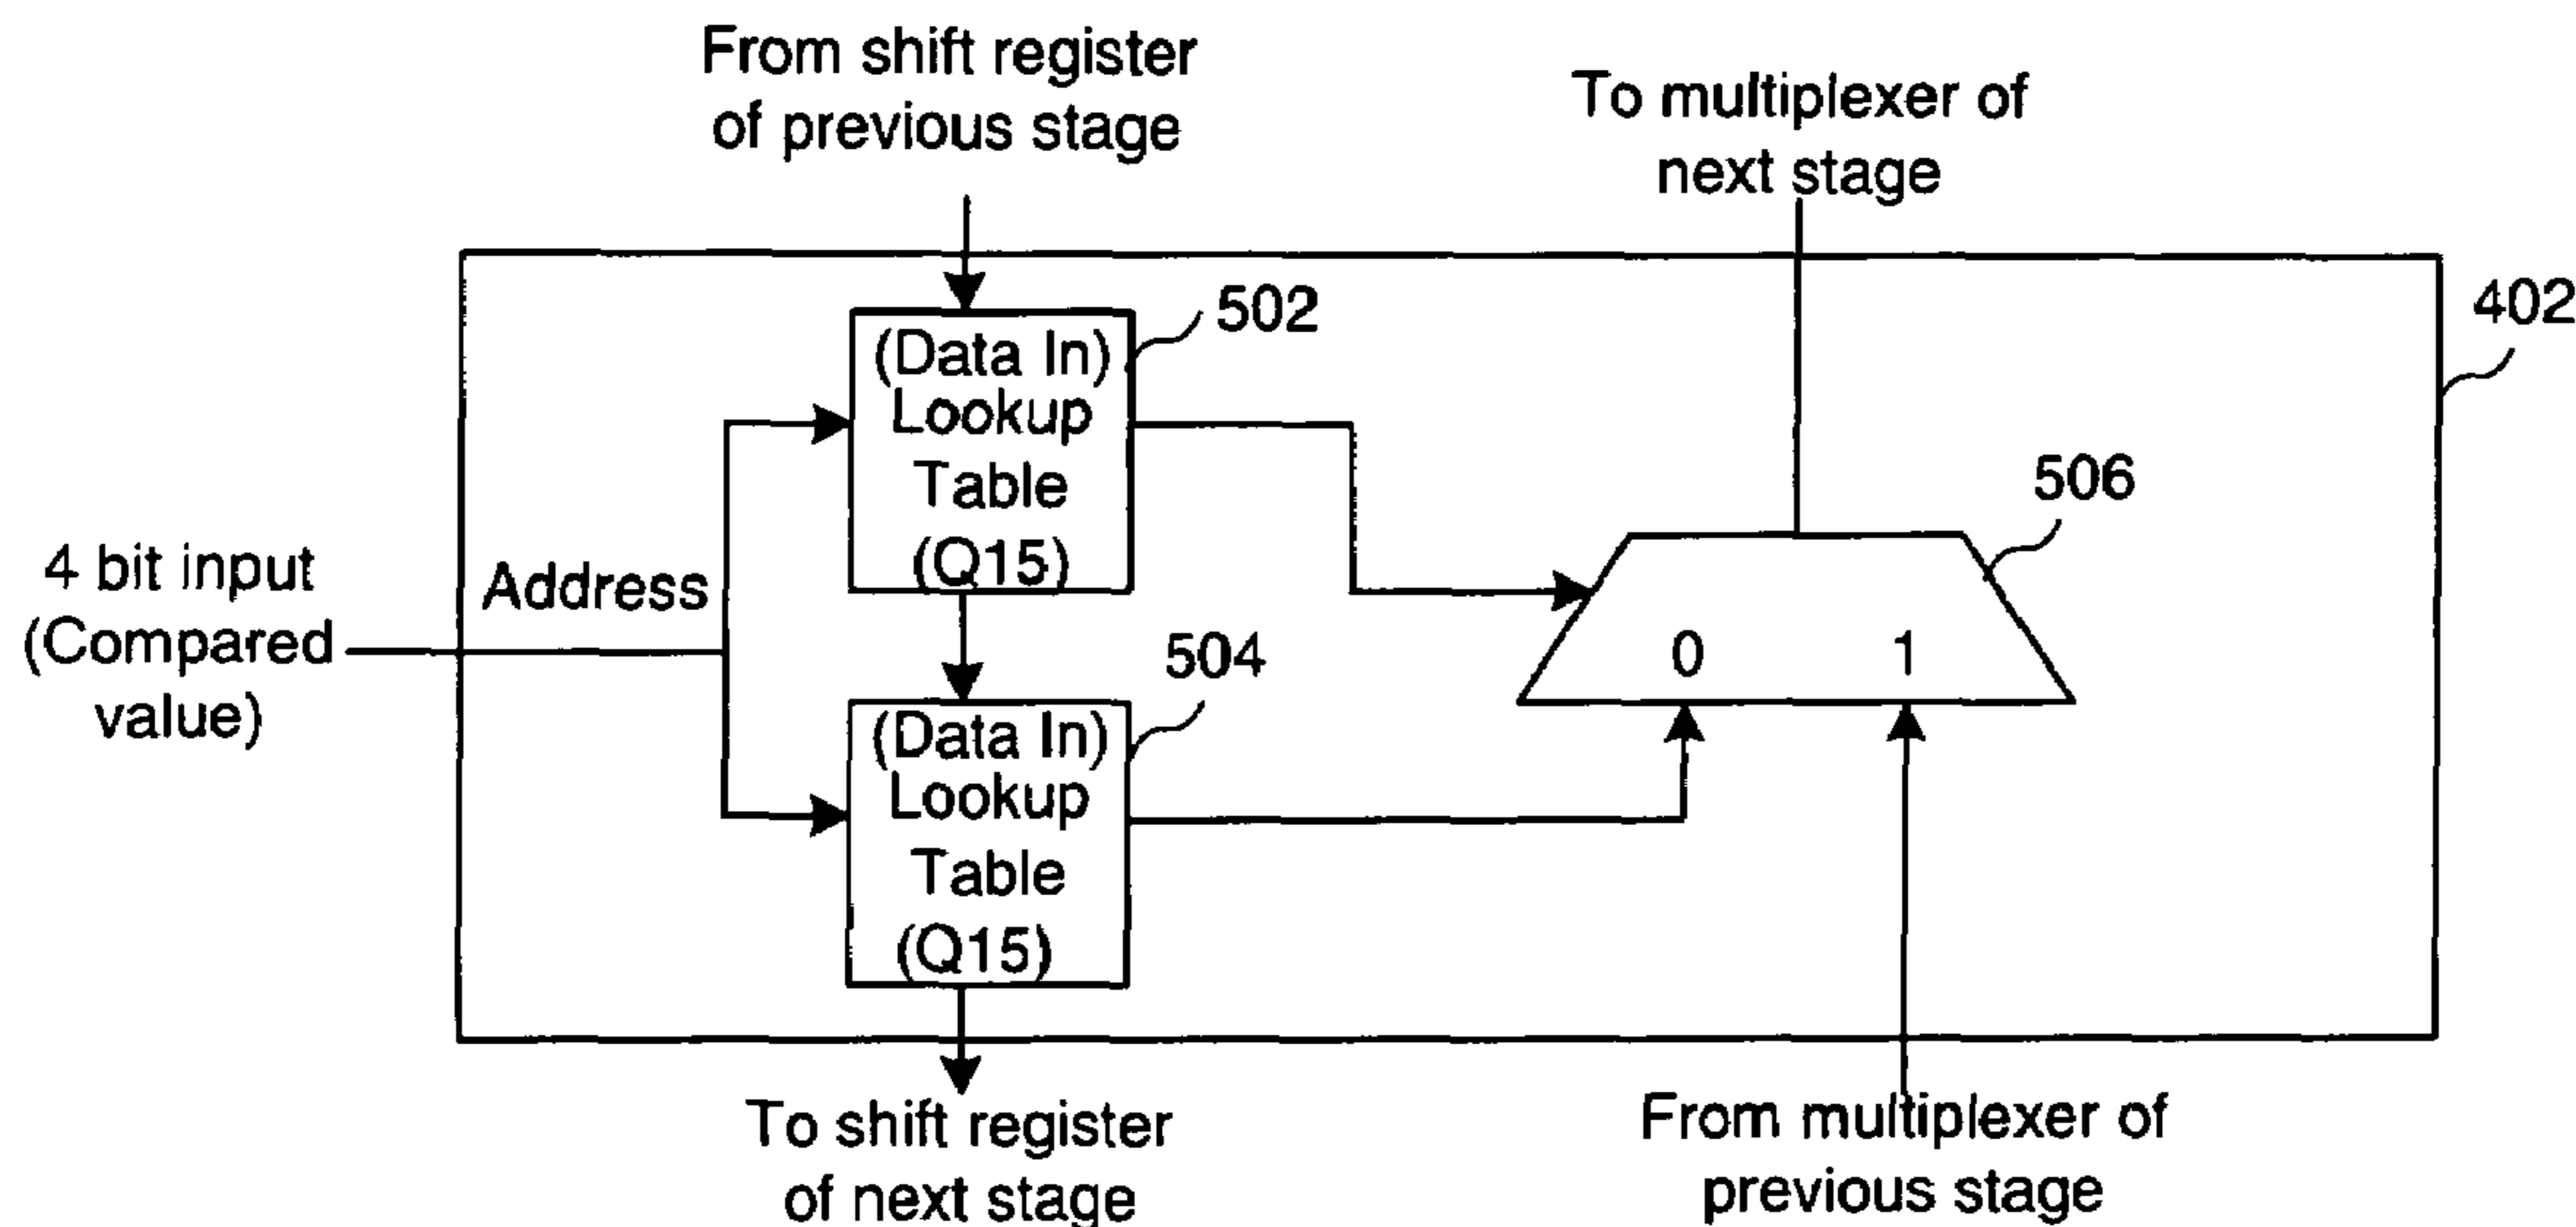 From shift register
of previous stage
To multiplexer of
next stage
402
502
(Data In)
Lookup
Table
(Q15)
506
4 bit input
(Compared
value)
Address
0
1
504
(Data In)
Lookup
Table
(Q15)
To shift register
of next stage
From multiplexer of
previous stage